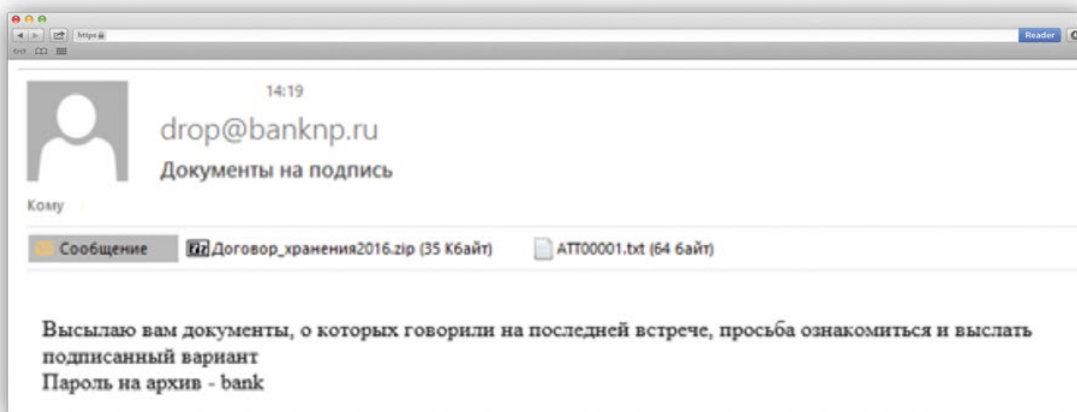 https
Reader
14:19
drop@banknp.ru
Документы на подпись
Кому
Сообщение
Договор_хранения2016.zip (35 Кбайт)
ATT00001.txt (64 байт)
Высылаю вам документы, о которых говорили на последней встрече, просьба ознакомиться и выслать
подписанный вариант
Пароль на архив - bank